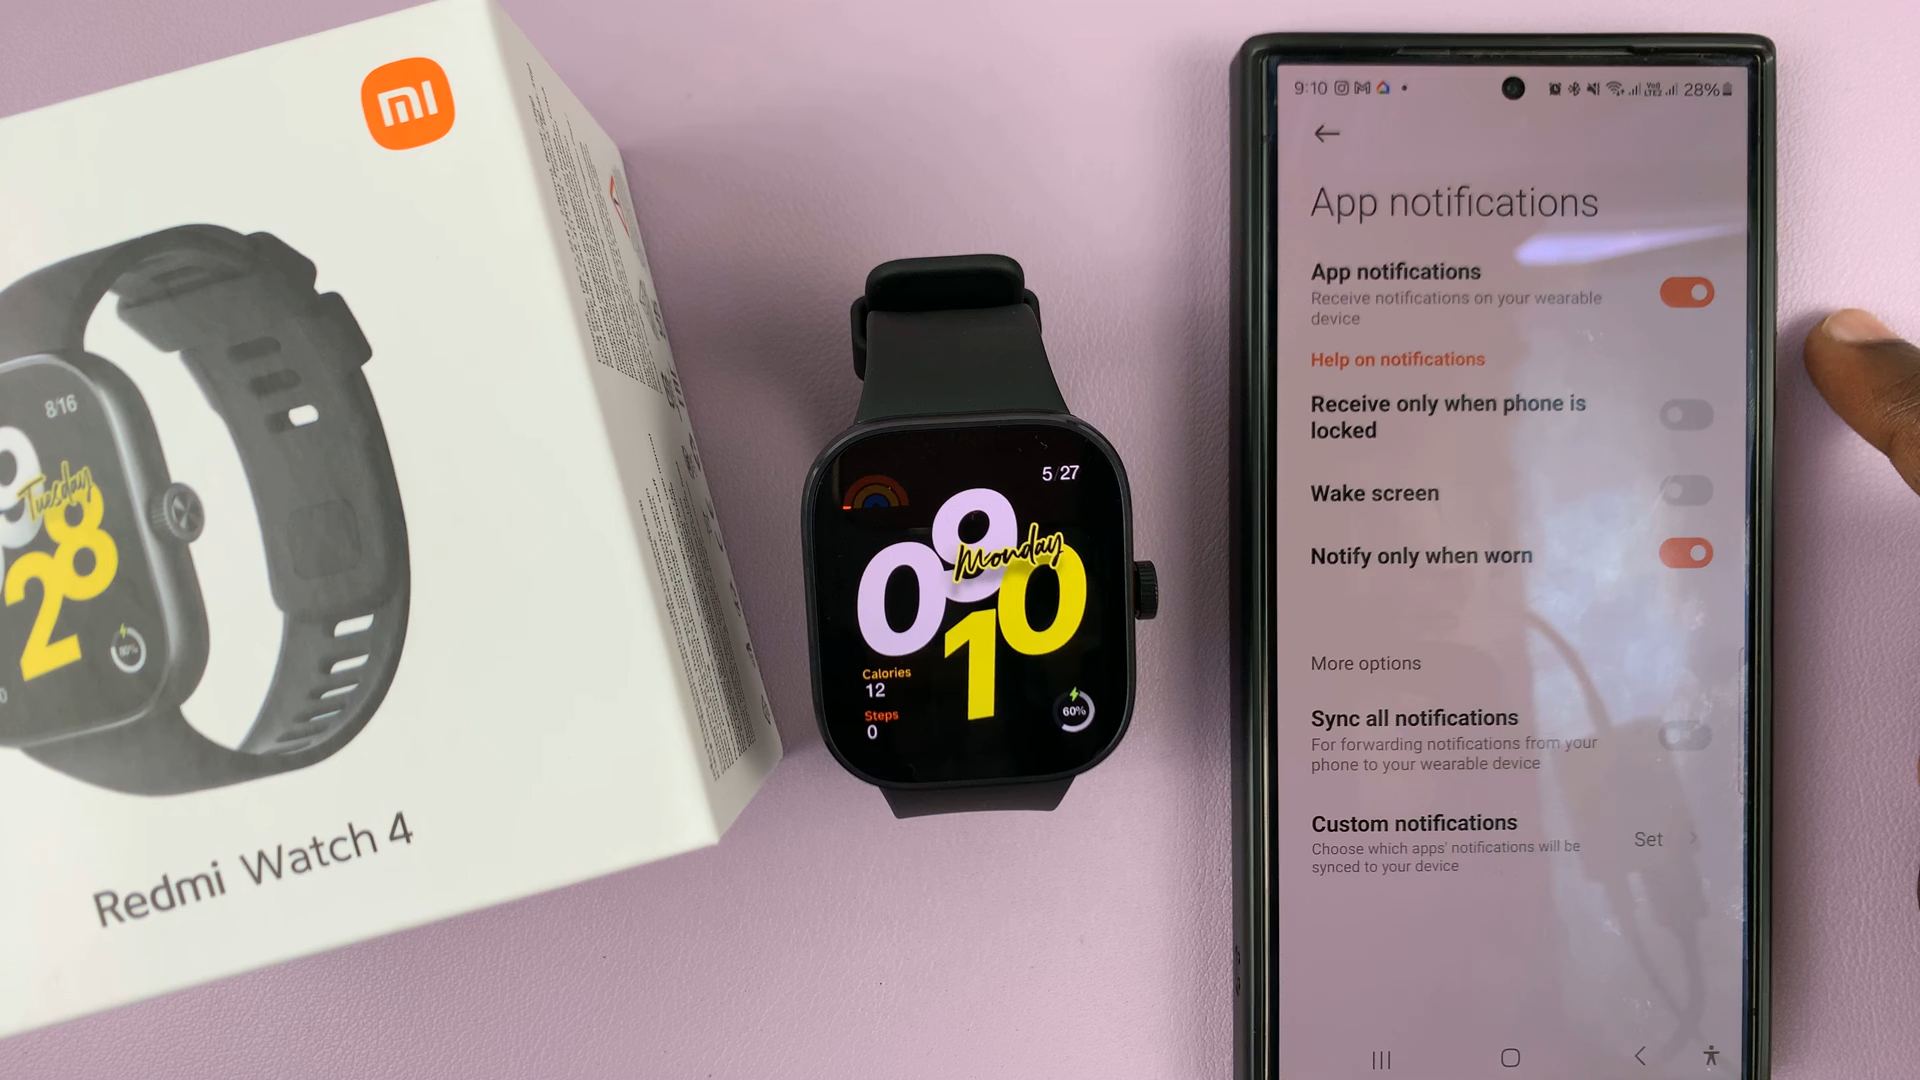 mi
8/16
9
Tuesday
28
80%
0
Redmi Watch 4
5/27
09
Monday
10
Calories
12
Steps
0
60%
9:10
28%
App notifications
App notifications
Receive notifications on your wearable
device
Help on notifications
Receive only when phone is
locked
Wake screen
Notify only when worn
More options
Sync all notifications
For forwarding notifications from your
phone to your wearable device
Custom notifications
Set
Choose which apps' notifications will be
synced to your device